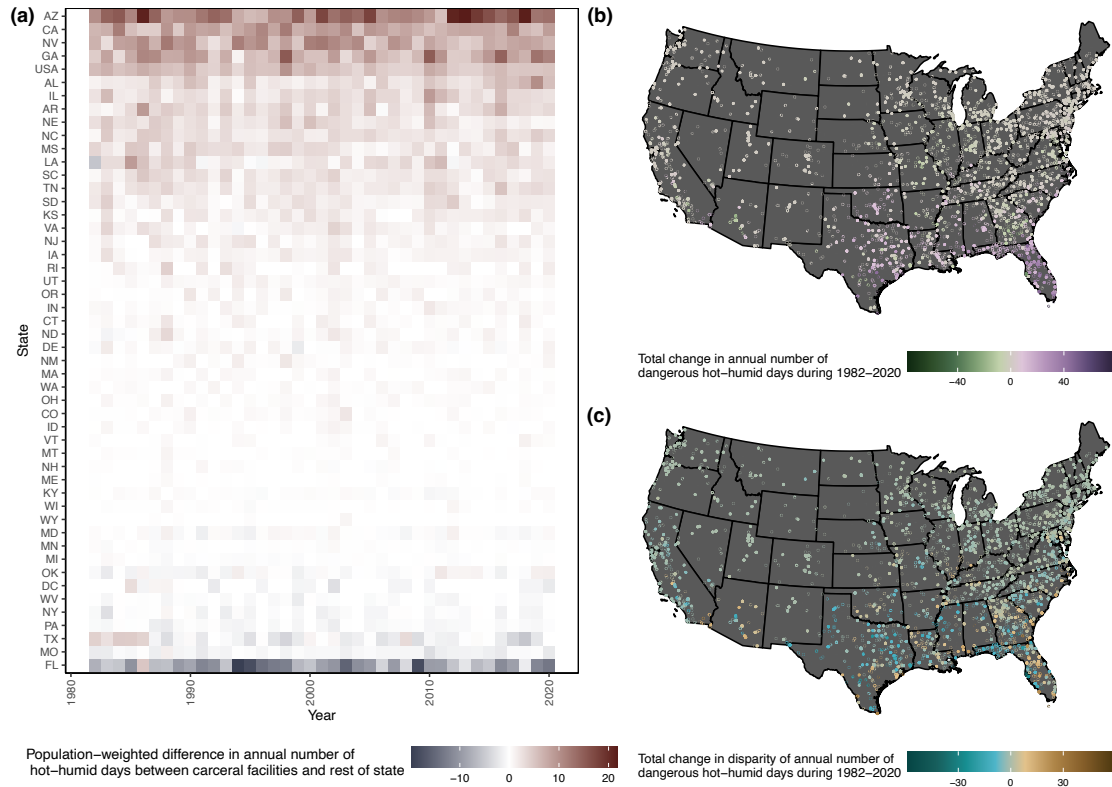 (a)
AZ
CA
NV
GA
USA
AL
IL
AR
NE
NC
MS
LA
SC
TN
SD
KS
VA
NJ
IA
RI
UT
OR
IN
CT
ND
DE
NM
MA
WA
OH
CO
ID
VT
MT
NH
ME
KY
WI
WY
MD
MN
MI
OK
DC
WV
NY
PA
TX
MO
FL
State
1980
1990
2000
2010
2020
Year
Population−weighted difference in annual number of
hot−humid days between carceral facilities and rest of state
−10
0
10
20
(b)
Total change in annual number of
dangerous hot−humid days during 1982−2020
−40
0
40
(c)
Total change in disparity of annual number of
dangerous hot−humid days during 1982−2020
−30
0
30